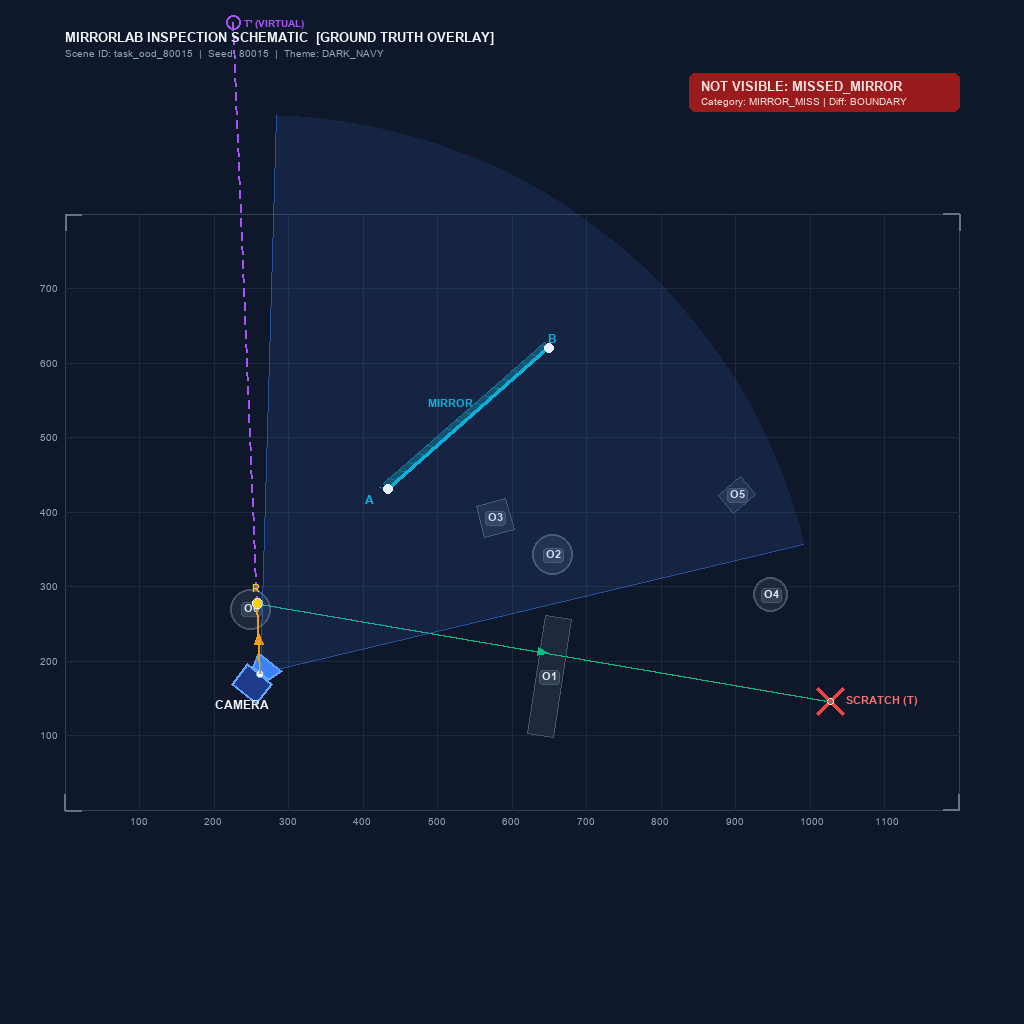 T' (VIRTUAL)
MIRRORLAB INSPECTION SCHEMATIC [GROUND TRUTH OVERLAY]
Scene ID: task_ood_80015 | Seed: 80015 | Theme: DARK_NAVY
NOT VISIBLE: MISSED_MIRROR
Category: MIRROR_MISS | Diff: BOUNDARY
700
600
500
400
300
200
100
B
MIRROR
A
O5
O3
O2
R
O4
O1
CAMERA
SCRATCH (T)
100
200
300
400
500
600
700
800
900
1000
1100